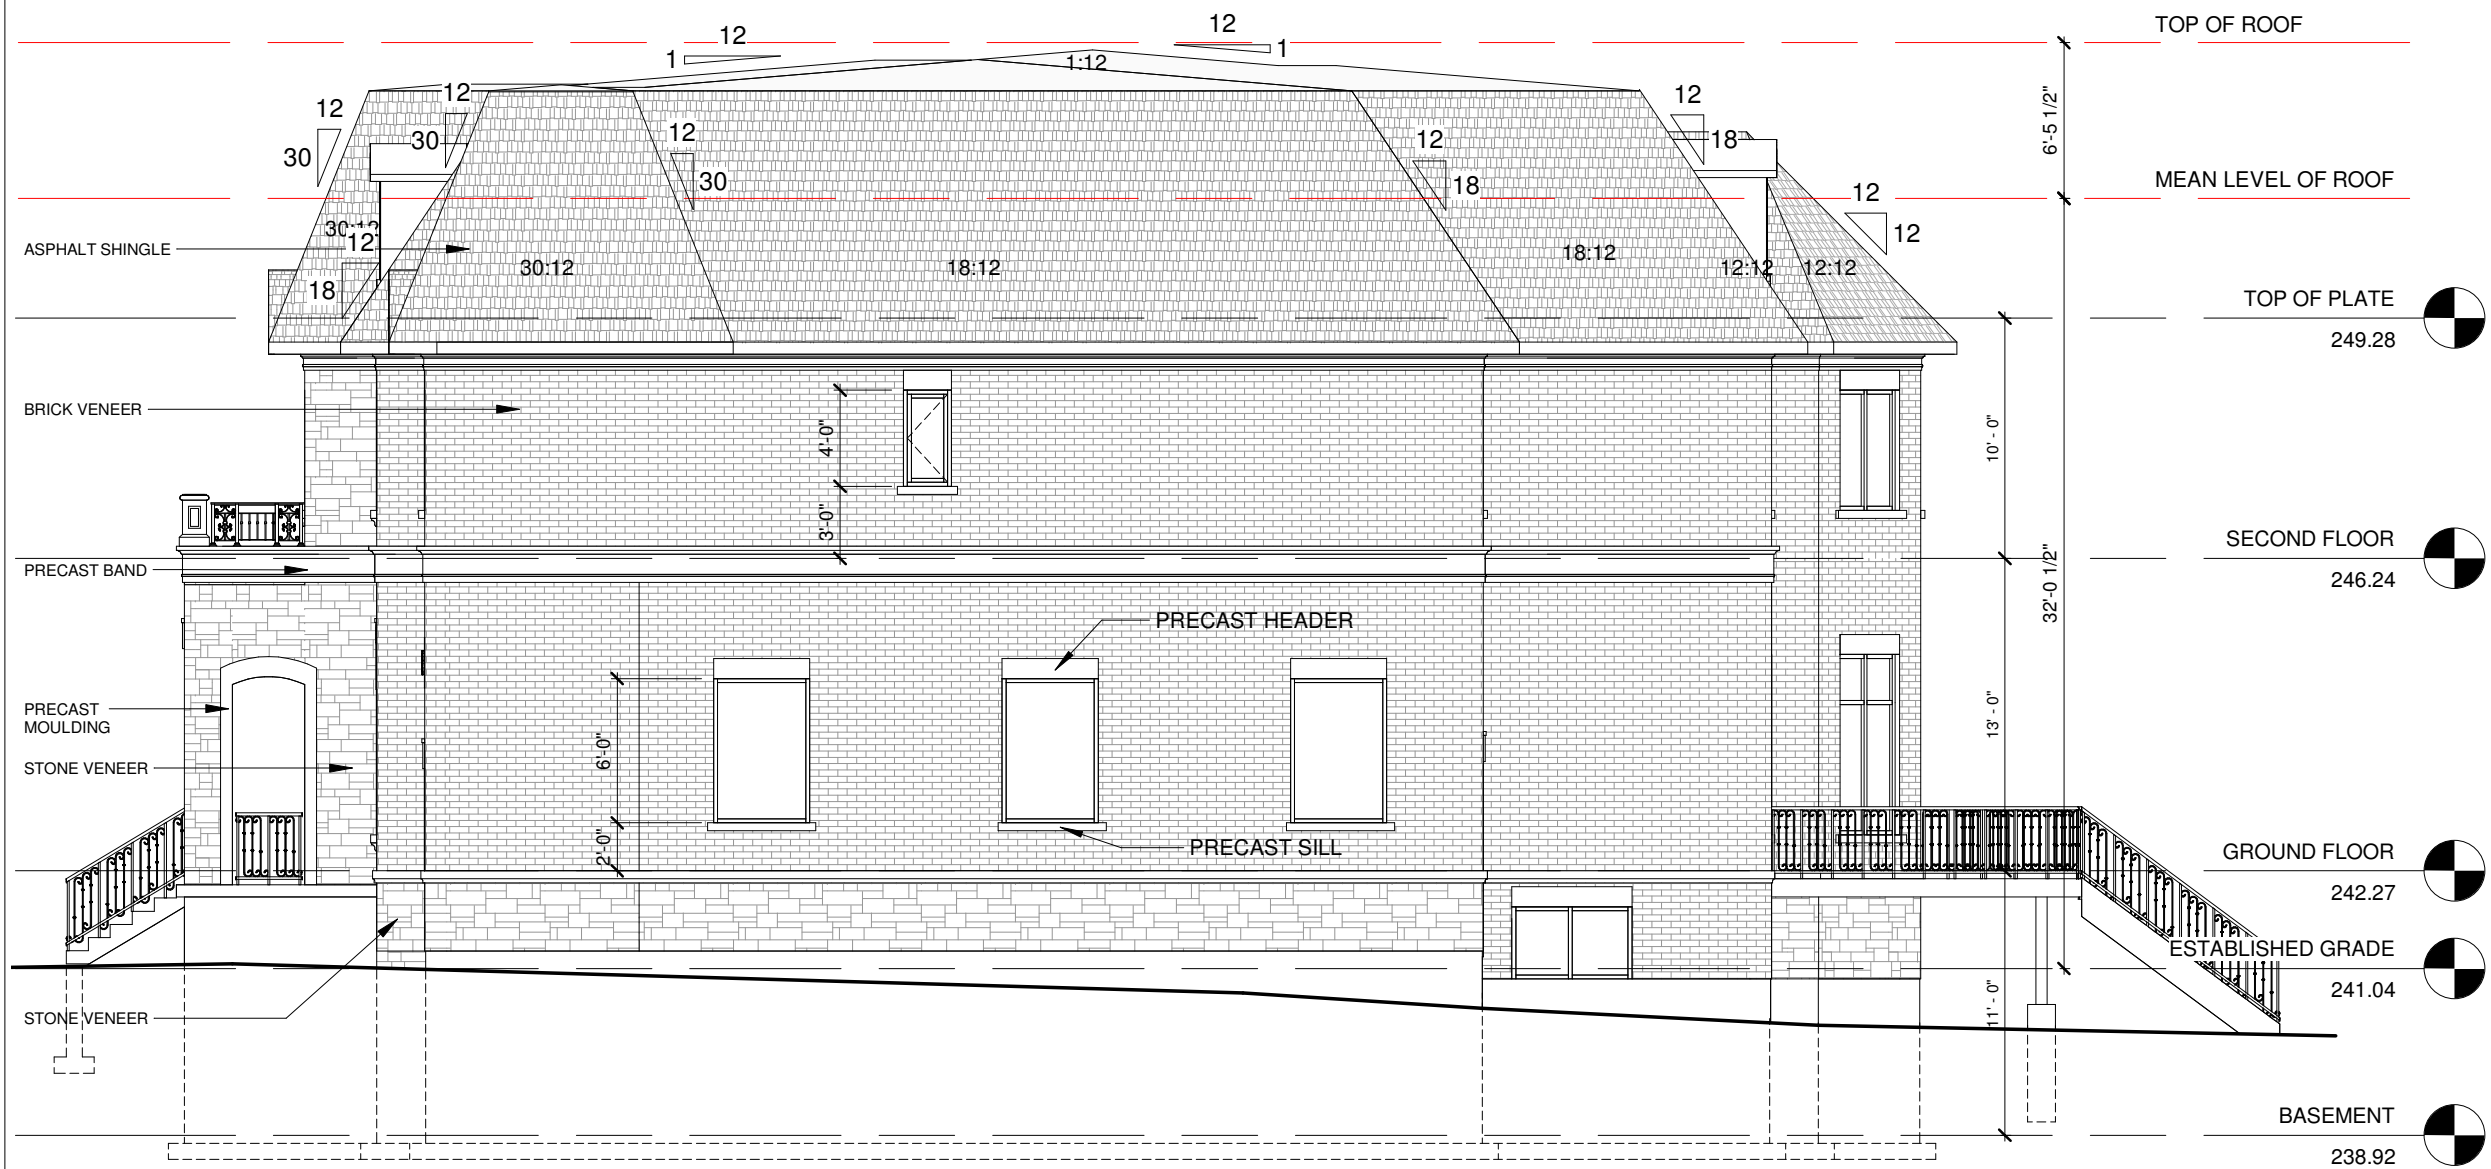 TOP OF ROOF
12
12
1
1
1:12
6'-5 1/2"
12
12
12
12
12
30
30
30
18
18
MEAN LEVEL OF ROOF
12
12
30:12
12
18
ASPHALT SHINGLE
30:12
18:12
18:12
12:12
12:12
TOP OF PLATE
249.28
BRICK VENEER
4'-0"
3'-0"
10' - 0"
SECOND FLOOR
246.24
PRECAST BAND
32'-0 1/2"
PRECAST HEADER
PRECAST
MOULDING
STONE VENEER
6'-0"
2'-0"
13' - 0"
PRECAST SILL
GROUND FLOOR
242.27
ESTABLISHED GRADE
241.04
STONE VENEER
11' - 0"
BASEMENT
238.92